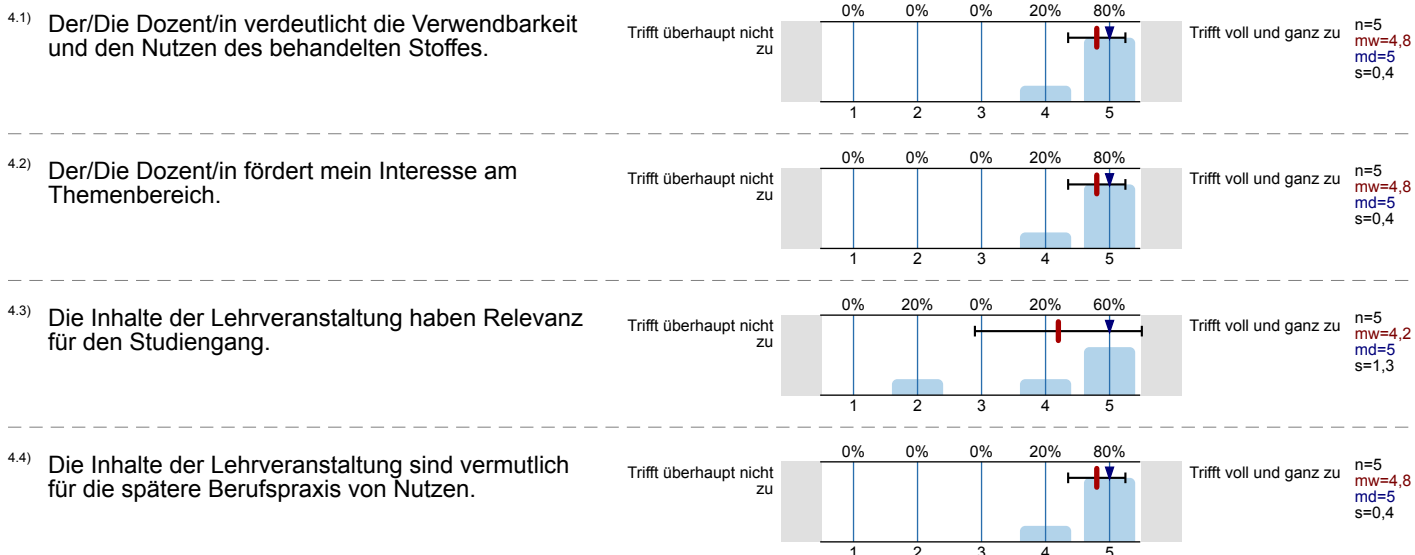 4.1) Der/Die Dozent/in verdeutlicht die Verwendbarkeit
und den Nutzen des behandelten Stoffes.
Trifft überhaupt nicht
zu
0% 0% 0% 20% 80%
1 2 3 4 5
Trifft voll und ganz zu
n=5
mw=4,8
md=5
s=0,4
4.2) Der/Die Dozent/in fördert mein Interesse am
Themenbereich.
Trifft überhaupt nicht
zu
0% 0% 0% 20% 80%
1 2 3 4 5
Trifft voll und ganz zu
n=5
mw=4,8
md=5
s=0,4
4.3) Die Inhalte der Lehrveranstaltung haben Relevanz
für den Studiengang.
Trifft überhaupt nicht
zu
0% 20% 0% 20% 60%
1 2 3 4 5
Trifft voll und ganz zu
n=5
mw=4,2
md=5
s=1,3
4.4) Die Inhalte der Lehrveranstaltung sind vermutlich
für die spätere Berufspraxis von Nutzen.
Trifft überhaupt nicht
zu
0% 0% 0% 20% 80%
1 2 3 4 5
Trifft voll und ganz zu
n=5
mw=4,8
md=5
s=0,4